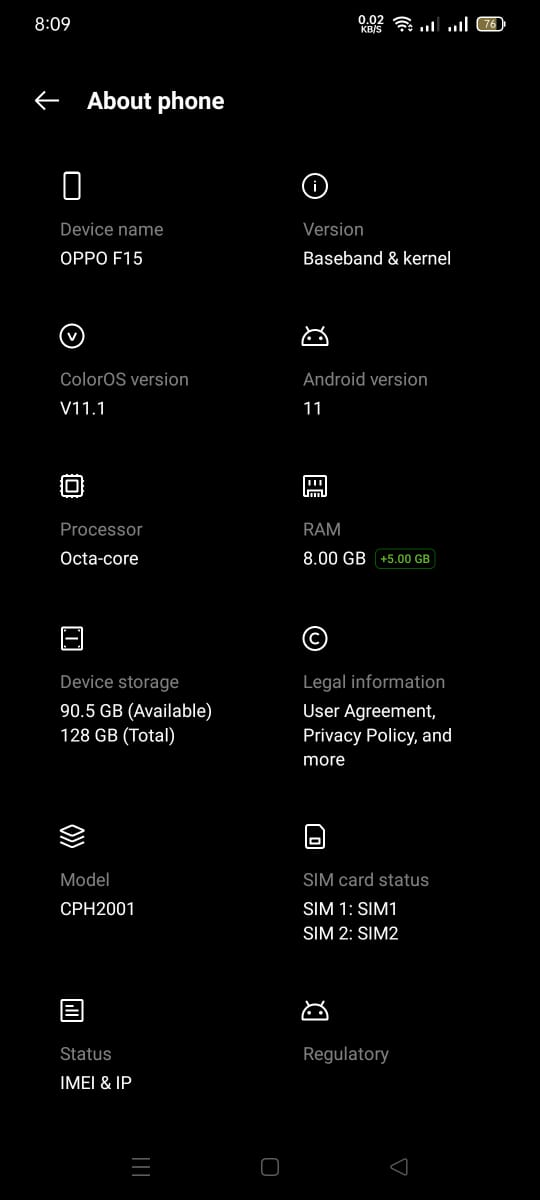 8:09
0.02
KB/S
76
About phone
Device name
OPPO F15
Version
Baseband & kernel
ColorOS version
V11.1
Android version
11
Processor
Octa-core
RAM
8.00 GB +5.00 GB
Device storage
90.5 GB (Available)
128 GB (Total)
Legal information
User Agreement,
Privacy Policy, and
more
Model
CPH2001
SIM card status
SIM 1: SIM1
SIM 2: SIM2
Status
IMEI & IP
Regulatory